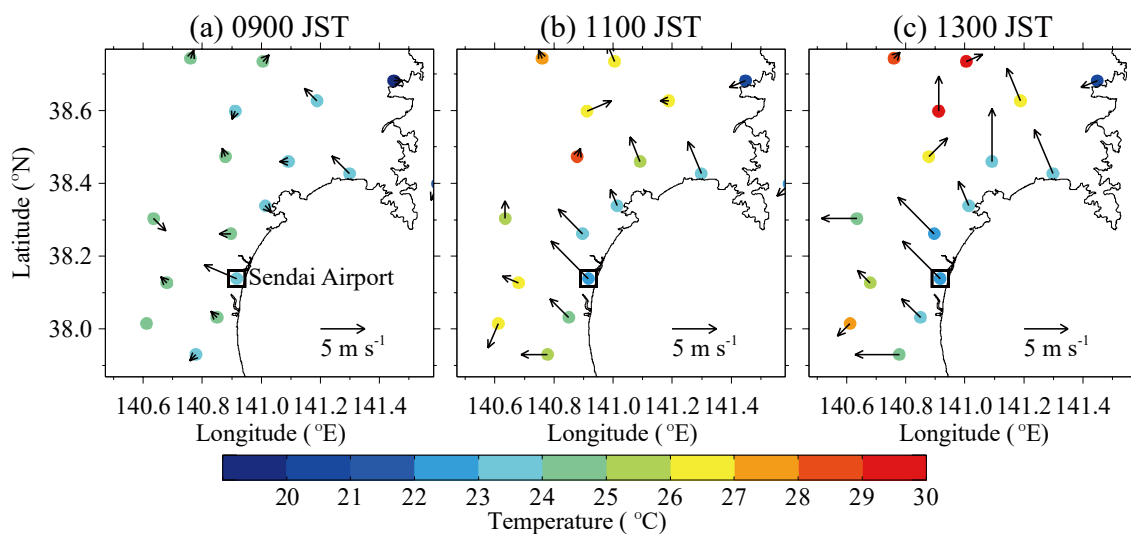 (a) 0900 JST (b) 1100 JST (c) 1300 JST
Latitude (°N)
38.6
38.4
38.2
38.0
Sendai Airport
5 m s⁻¹ 5 m s⁻¹ 5 m s⁻¹
140.6 140.8 141.0 141.2 141.4 140.6 140.8 141.0 141.2 141.4 140.6 140.8 141.0 141.2 141.4
Longitude (°E) Longitude (°E) Longitude (°E)
20 21 22 23 24 25 26 27 28 29 30
Temperature (°C)